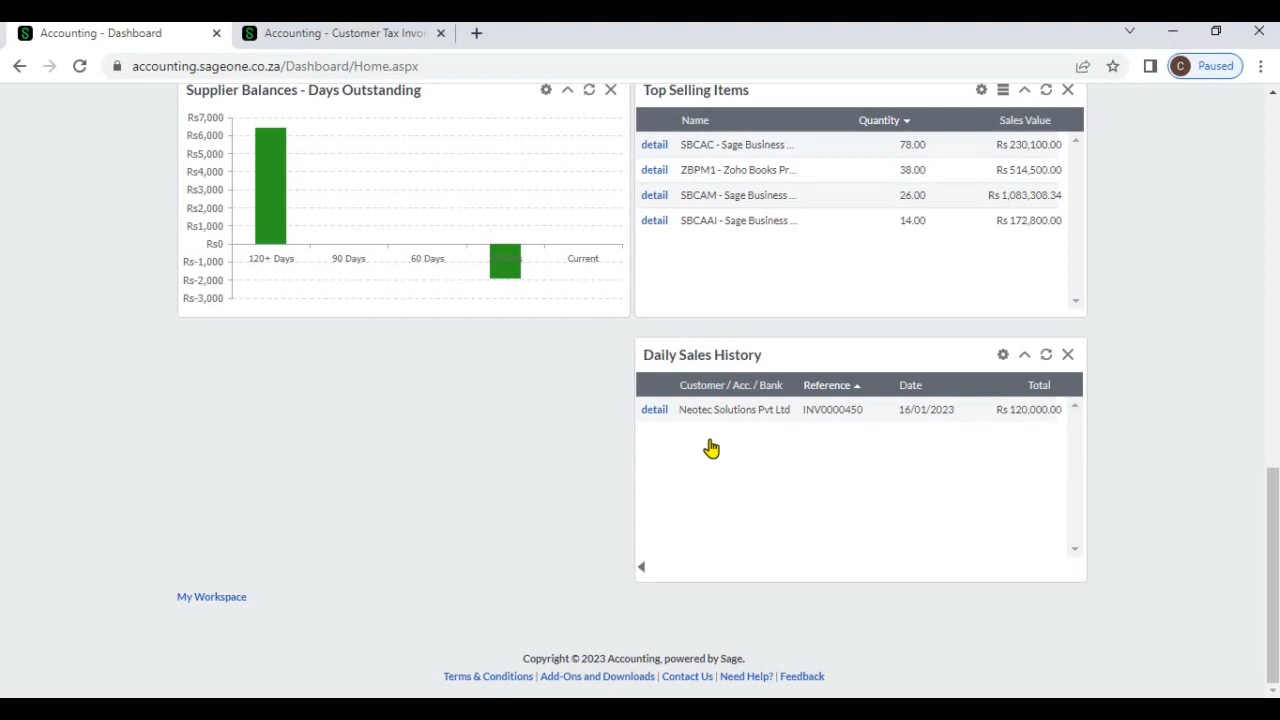 Accounting - Dashboard
Accounting - Customer Tax Invoi
accounting.sageone.co.za/Dashboard/Home.aspx
C Paused
Supplier Balances - Days Outstanding
Rs7,000
Rs6,000
Rs5,000
Rs4,000
Rs3,000
Rs2,000
Rs1,000
Rs0
Rs-1,000
Rs-2,000
Rs-3,000
120+ Days 90 Days 60 Days Current
Top Selling Items
Name Quantity Sales Value
detail SBCAC - Sage Business ... 78.00 Rs 230,100.00
detail ZBPM1 - Zoho Books Pr... 38.00 Rs 514,500.00
detail SBCAM - Sage Business ... 26.00 Rs 1,083,308.34
detail SBCAAI - Sage Business ... 14.00 Rs 172,800.00
Daily Sales History
Customer / Acc. / Bank Reference Date Total
detail Neotec Solutions Pvt Ltd INV0000450 16/01/2023 Rs 120,000.00
My Workspace
Copyright © 2023 Accounting, powered by Sage.
Terms & Conditions | Add-Ons and Downloads | Contact Us | Need Help? | Feedback